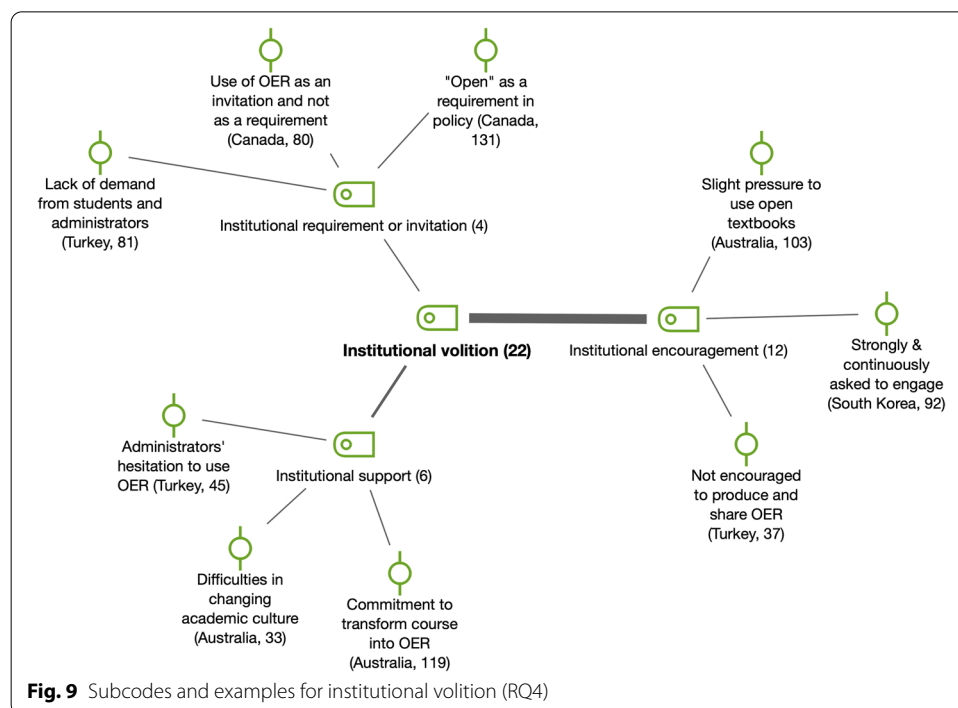 Use of OER as an
invitation and not
as a requirement
(Canada, 80)
"Open" as a
requirement in
policy (Canada,
131)
Lack of demand
from students and
administrators
(Turkey, 81)
Institutional requirement or invitation (4)
Slight pressure to
use open
textbooks
(Australia, 103)
Institutional volition (22)
Institutional encouragement (12)
Strongly &
continuously
asked to engage
(South Korea, 92)
Administrators'
hesitation to use
OER (Turkey, 45)
Institutional support (6)
Not encouraged
to produce and
share OER
(Turkey, 37)
Difficulties in
changing
academic culture
(Australia, 33)
Commitment to
transform course
into OER
(Australia, 119)
Fig. 9 Subcodes and examples for institutional volition (RQ4)